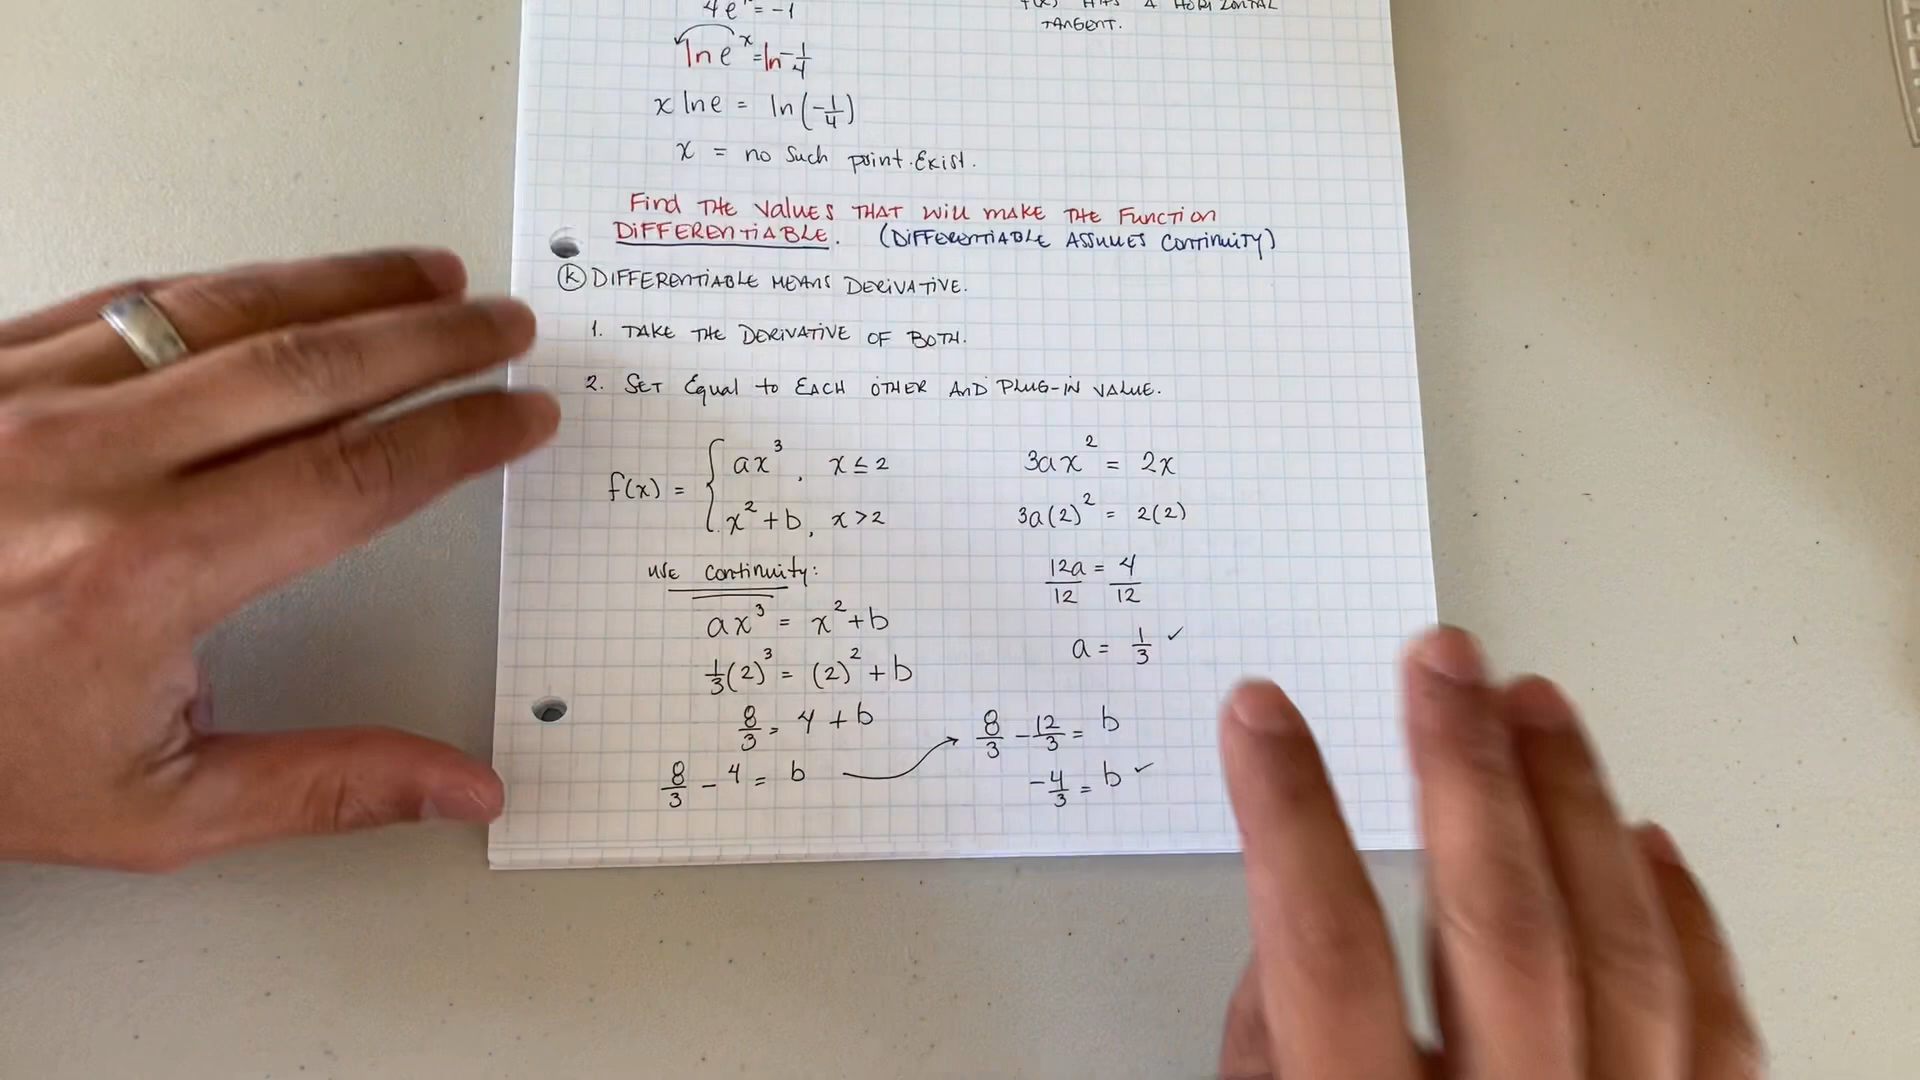 4e^x = -1
HORIZONTAL
TANGENT.
ln e^x = ln -1/4
x ln e = ln(-1/4)
x = no such point Exist.
Find THE Values THAT Will MAKE THE Function
DiFFERENTiABLE. (DiFFERENTiABLE ASSUMES CONTiNUiTY)
(K) DiFFERENTiABLE MEANS DERiVATiVE.
1. TAKE THE DERiVATiVE OF BOTH.
2. SET Equal to EACH OTHER AND PLUG-iN VALUE.
f(x) = { ax^3, x ≤ 2
x^2 + b, x > 2
use continuity:
ax^3 = x^2 + b
1/3(2)^3 = (2)^2 + b
8/3 = 4 + b
8/3 - 4 = b
3ax^2 = 2x
3a(2)^2 = 2(2)
12a/12 = 4/12
a = 1/3 ✓
8/3 - 12/3 = b
-4/3 = b ✓